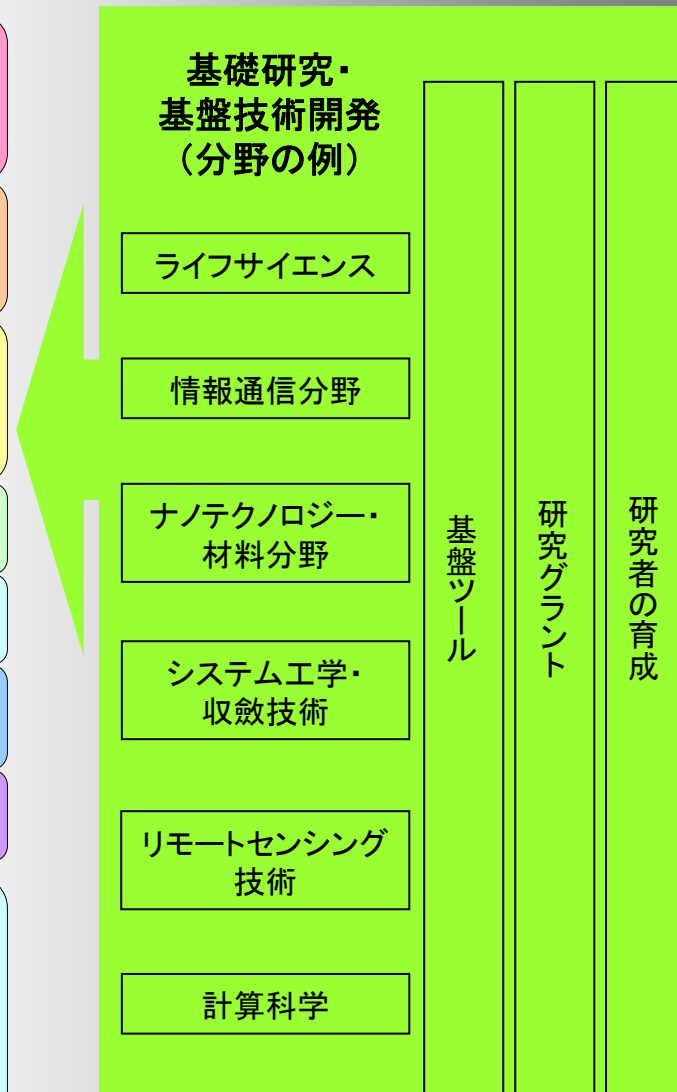 基礎研究・
基盤技術開発
（分野の例）
ライフサイエンス
情報通信分野
ナノテクノロジー・
材料分野
システム工学・
収斂技術
リモートセンシング
技術
計算科学
基盤ツール
研究グラント
研究者の育成